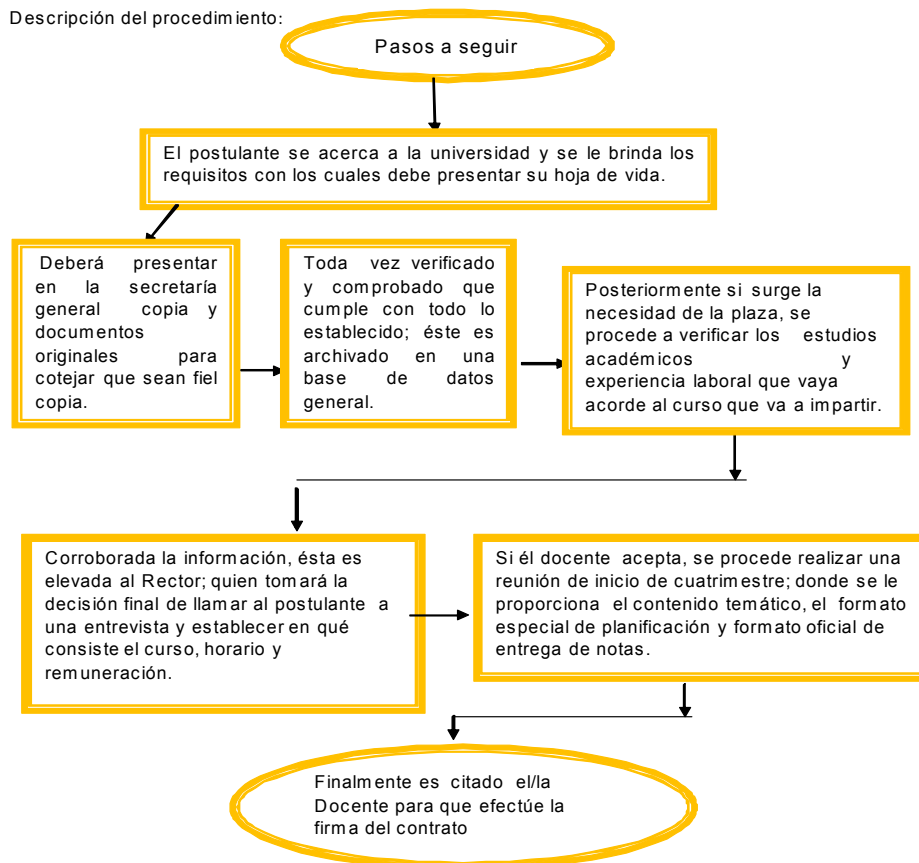 Descripción del procedimiento:
Pasos a seguir
El postulante se acerca a la universidad y se le brinda los
requisitos con los cuales debe presentar su hoja de vida.
Deberá presentar
en la secretaría
general copia y
documentos
originales para
cotejar que sean fiel
copia.
Toda vez verificado
y comprobado que
cumple con todo lo
establecido; éste es
archivado en una
base de datos
general.
Posteriormente si surge la
necesidad de la plaza, se
procede a verificar los estudios
académicos y
experiencia laboral que vaya
acorde al curso que va a impartir.
Corroborada la información, ésta es
elevada al Rector; quien tomará la
decisión final de llamar al postulante a
una entrevista y establecer en qué
consiste el curso, horario y
remuneración.
Si él docente acepta, se procede realizar una
reunión de inicio de cuatrimestre; donde se le
proporciona el contenido temático, el formato
especial de planificación y formato oficial de
entrega de notas.
Finalmente es citado el/la
Docente para que efectúe la
firma del contrato